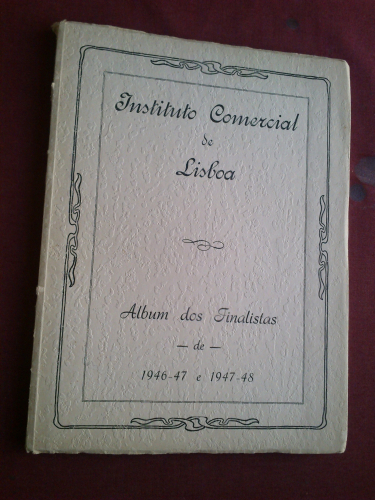 Instituto Comercial
de
Lisboa
Album dos Finalistas
— de —
1946-47 e 1947-48